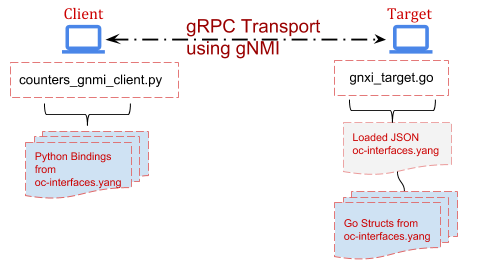 Client
gRPC Transport
using gNMI
Target
counters_gnmi_client.py
gnxi_target.go
Python Bindings
from
oc-interfaces.yang
Loaded JSON
oc-interfaces.yang
Go Structs from
oc-interfaces.yang